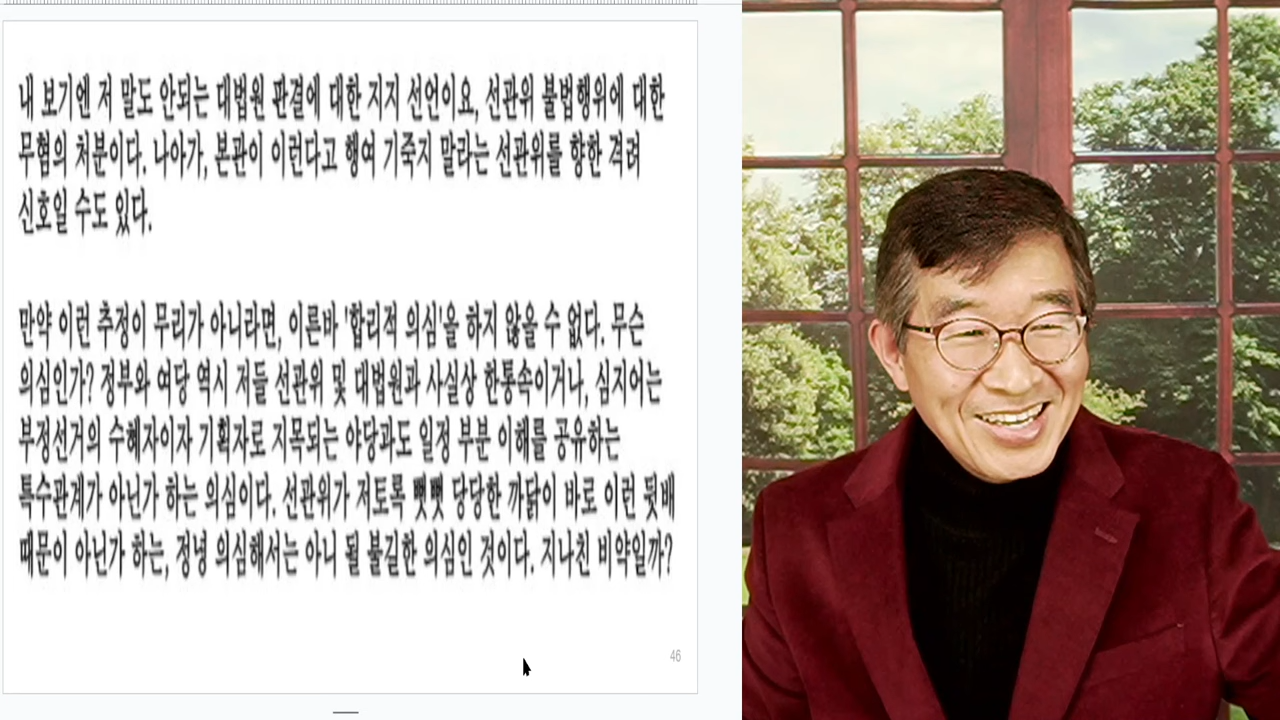 내 보기엔 저 말도 안되는 대법원 판결에 대한 지지 선언이요, 선관위 불법행위에 대한
무혐의 처분이다. 나아가, 본관이 이런다고 행여 기죽지 말라는 선관위를 향한 격려
신호일 수도 있다.
만약 이런 추정이 무리가 아니라면, 이른바 '합리적 의심'을 하지 않을 수 없다. 무슨
의심인가? 정부와 여당 역시 저들 선관위 및 대법원과 사실상 한통속이거나, 심지어는
부정선거의 수혜자이자 기획자로 지목되는 야당과도 일정 부분 이해를 공유하는
특수관계가 아닌가 하는 의심이다. 선관위가 저토록 뻣뻣 당당한 까닭이 바로 이런 뒷배
때문이 아닌가 하는, 정녕 의심해서는 아니 될 불길한 의심인 것이다. 지나친 비약일까?
46